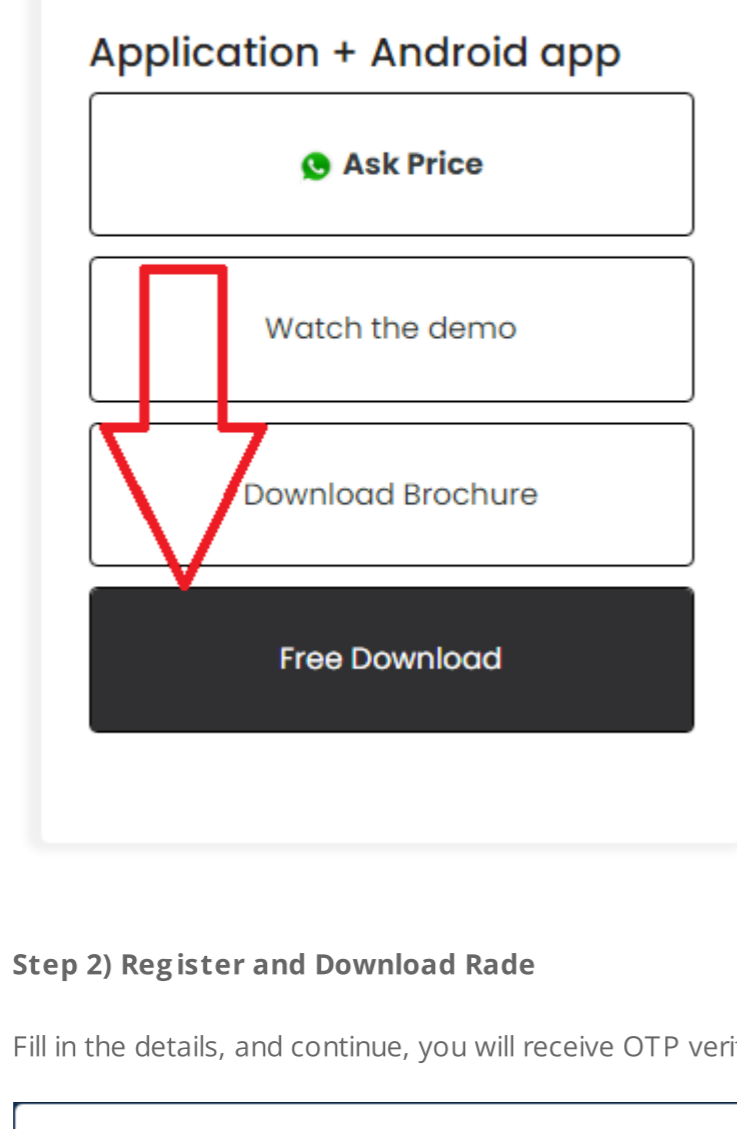 Application + Android app
Ask Price
Watch the demo
Download Brochure
Free Download
Step 2) Register and Download Rade
Fill in the details, and continue, you will receive OTP